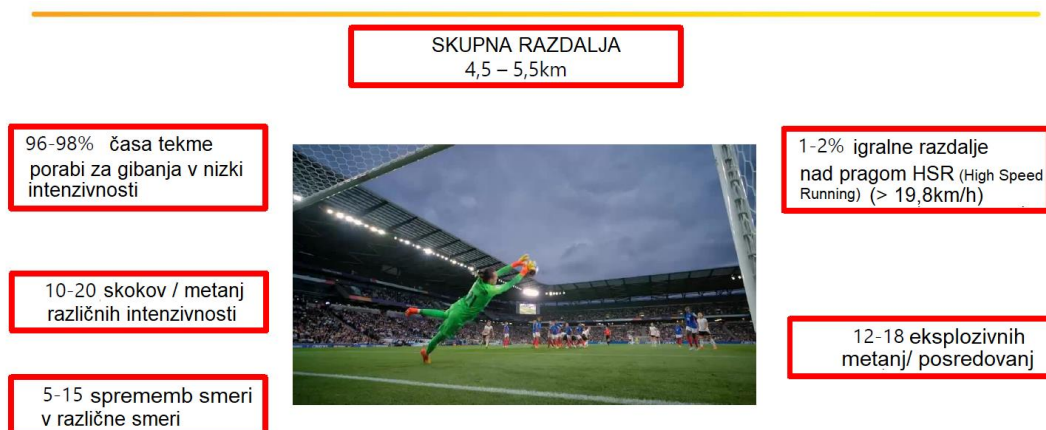 SKUPNA RAZDALJA
4,5 – 5,5km
96-98% časa tekme
porabi za gibanja v nizki
intenzivnosti
1-2% igralne razdalje
nad pragom HSR (High Speed
Running) (> 19,8km/h)
10-20 skokov / metanj
različnih intenzivnosti
12-18 eksplozivnih
metanj/ posredovanj
5-15 sprememb smeri
v različne smeri